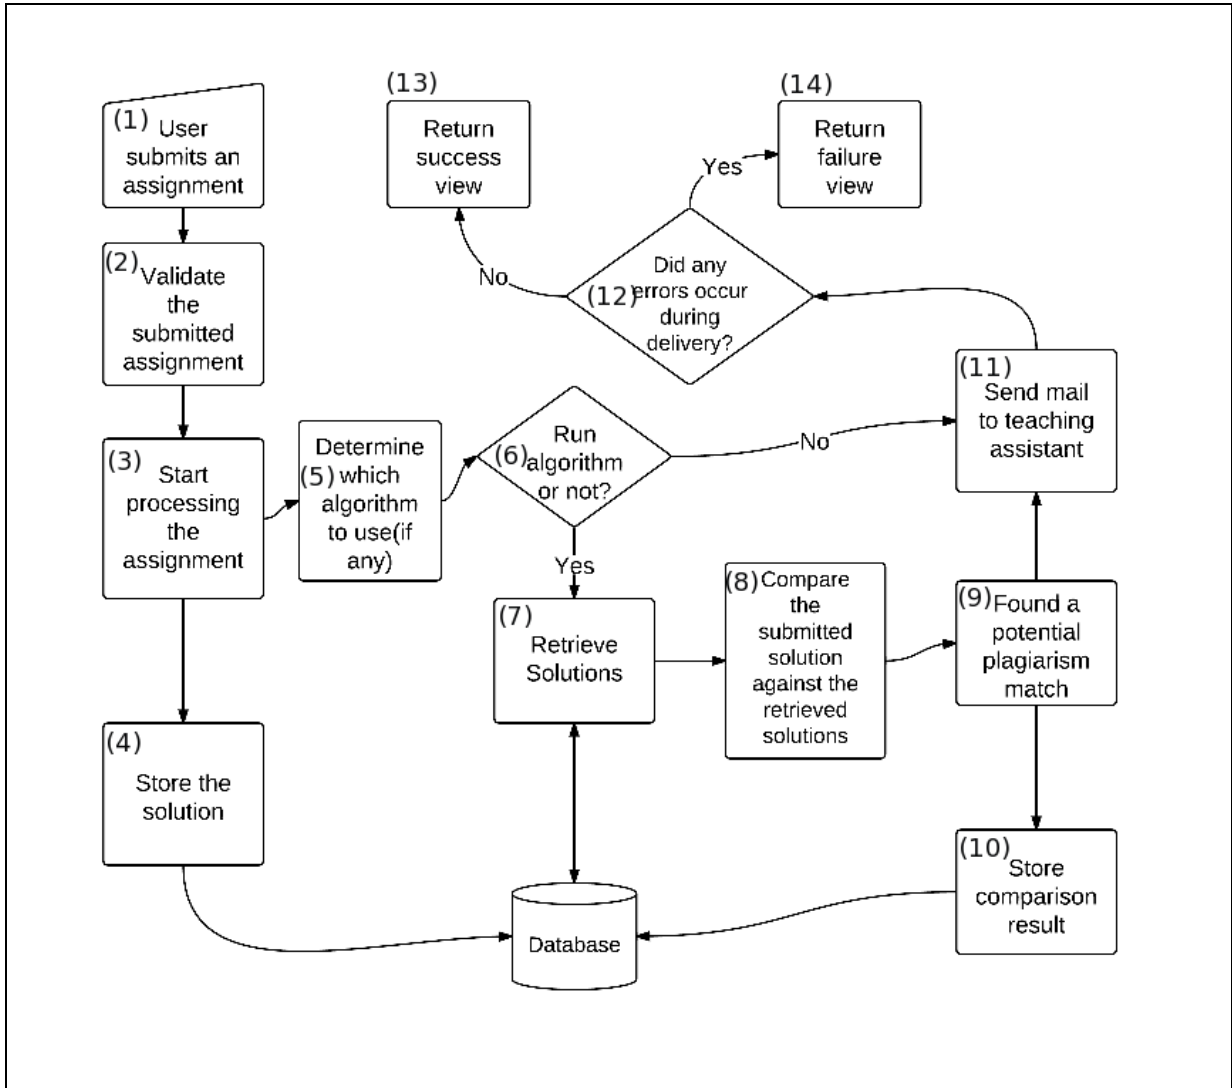 (1) User
submits an
assignment
(2) Validate
the
submitted
assignment
(3) Start
processing
the
assignment
(4)
Store the
solution
Determine
(5) which
algorithm
to use(if
any)
Run
(6) algorithm
or not?
No
Yes
(7)
Retrieve
Solutions
(8) Compare
the
submitted
solution
against the
retrieved
solutions
(9) Found a
potential
plagiarism
match
(10)
Store
comparison
result
Database
(11)
Send mail
to teaching
assistant
Did any
(12) errors occur
during
delivery?
No
Yes
(13)
Return
success
view
(14)
Return
failure
view